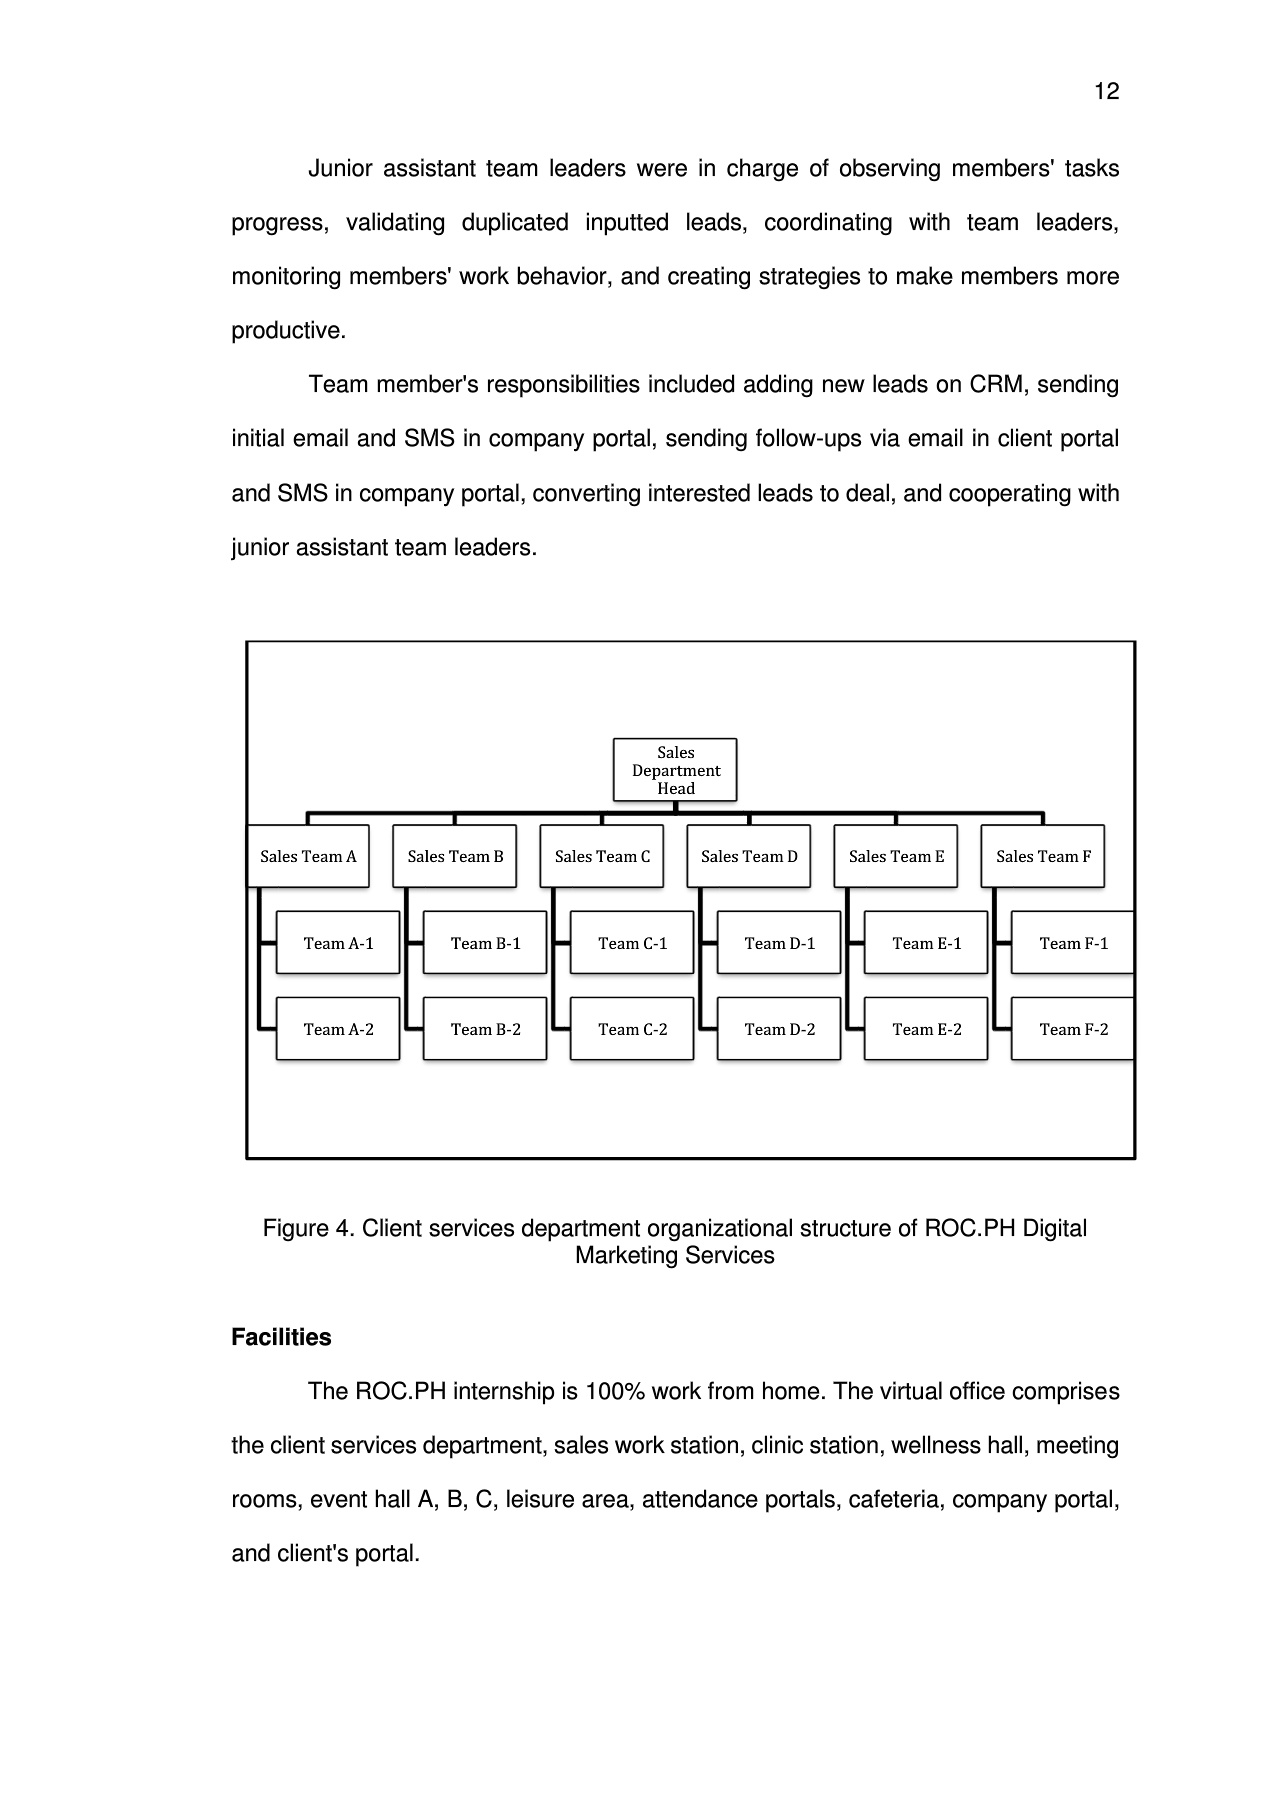 12
Junior assistant team leaders were in charge of observing members' tasks
progress, validating duplicated inputted leads, coordinating with team leaders,
monitoring members' work behavior, and creating strategies to make members more
productive.
Team member's responsibilities included adding new leads on CRM, sending
initial email and SMS in company portal, sending follow-ups via email in client portal
and SMS in company portal, converting interested leads to deal, and cooperating with
junior assistant team leaders.
Sales
Department
Head
Sales Team A
Sales Team B
Sales Team C
Sales Team D
Sales Team E
Sales Team F
Team A-1
Team B-1
Team C-1
Team D-1
Team E-1
Team F-1
Team A-2
Team B-2
Team C-2
Team D-2
Team E-2
Team F-2
Figure 4. Client services department organizational structure of ROC.PH Digital
Marketing Services
Facilities
The ROC.PH internship is 100% work from home. The virtual office comprises
the client services department, sales work station, clinic station, wellness hall, meeting
rooms, event hall A, B, C, leisure area, attendance portals, cafeteria, company portal,
and client's portal.